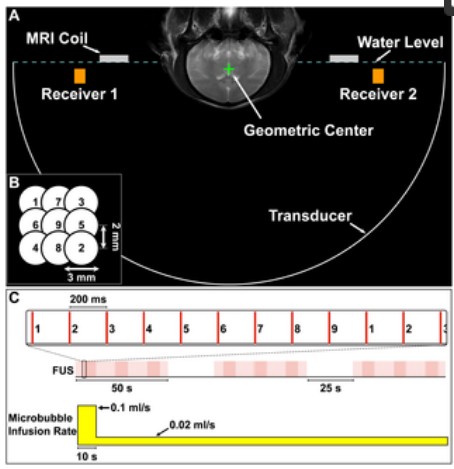 A
MRI Coil
Water Level
Receiver 1
Receiver 2
Geometric Center
Transducer
B
1 7 3
6 9 5
4 8 2
2 mm
3 mm
C
200 ms
1 2 3 4 5 6 7 8 9 1 2 3
FUS
50 s
25 s
Microbubble
Infusion Rate
0.1 ml/s
0.02 ml/s
10 s